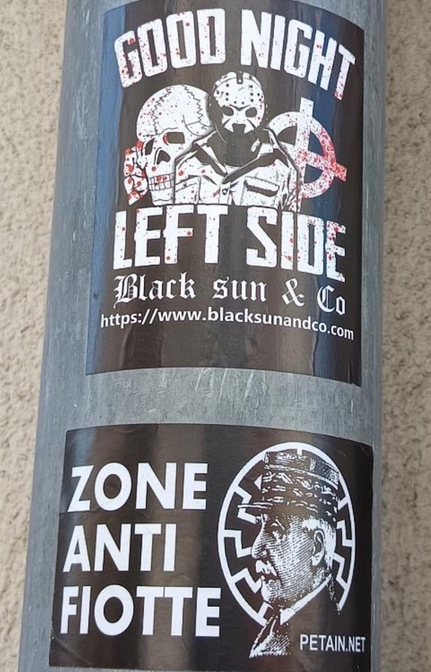 GOOD NIGHT
LEFT SIDE
Black sun & Co
https://www.blacksunandco.com
ZONE
ANTI
FIOTTE
PETAIN.NET